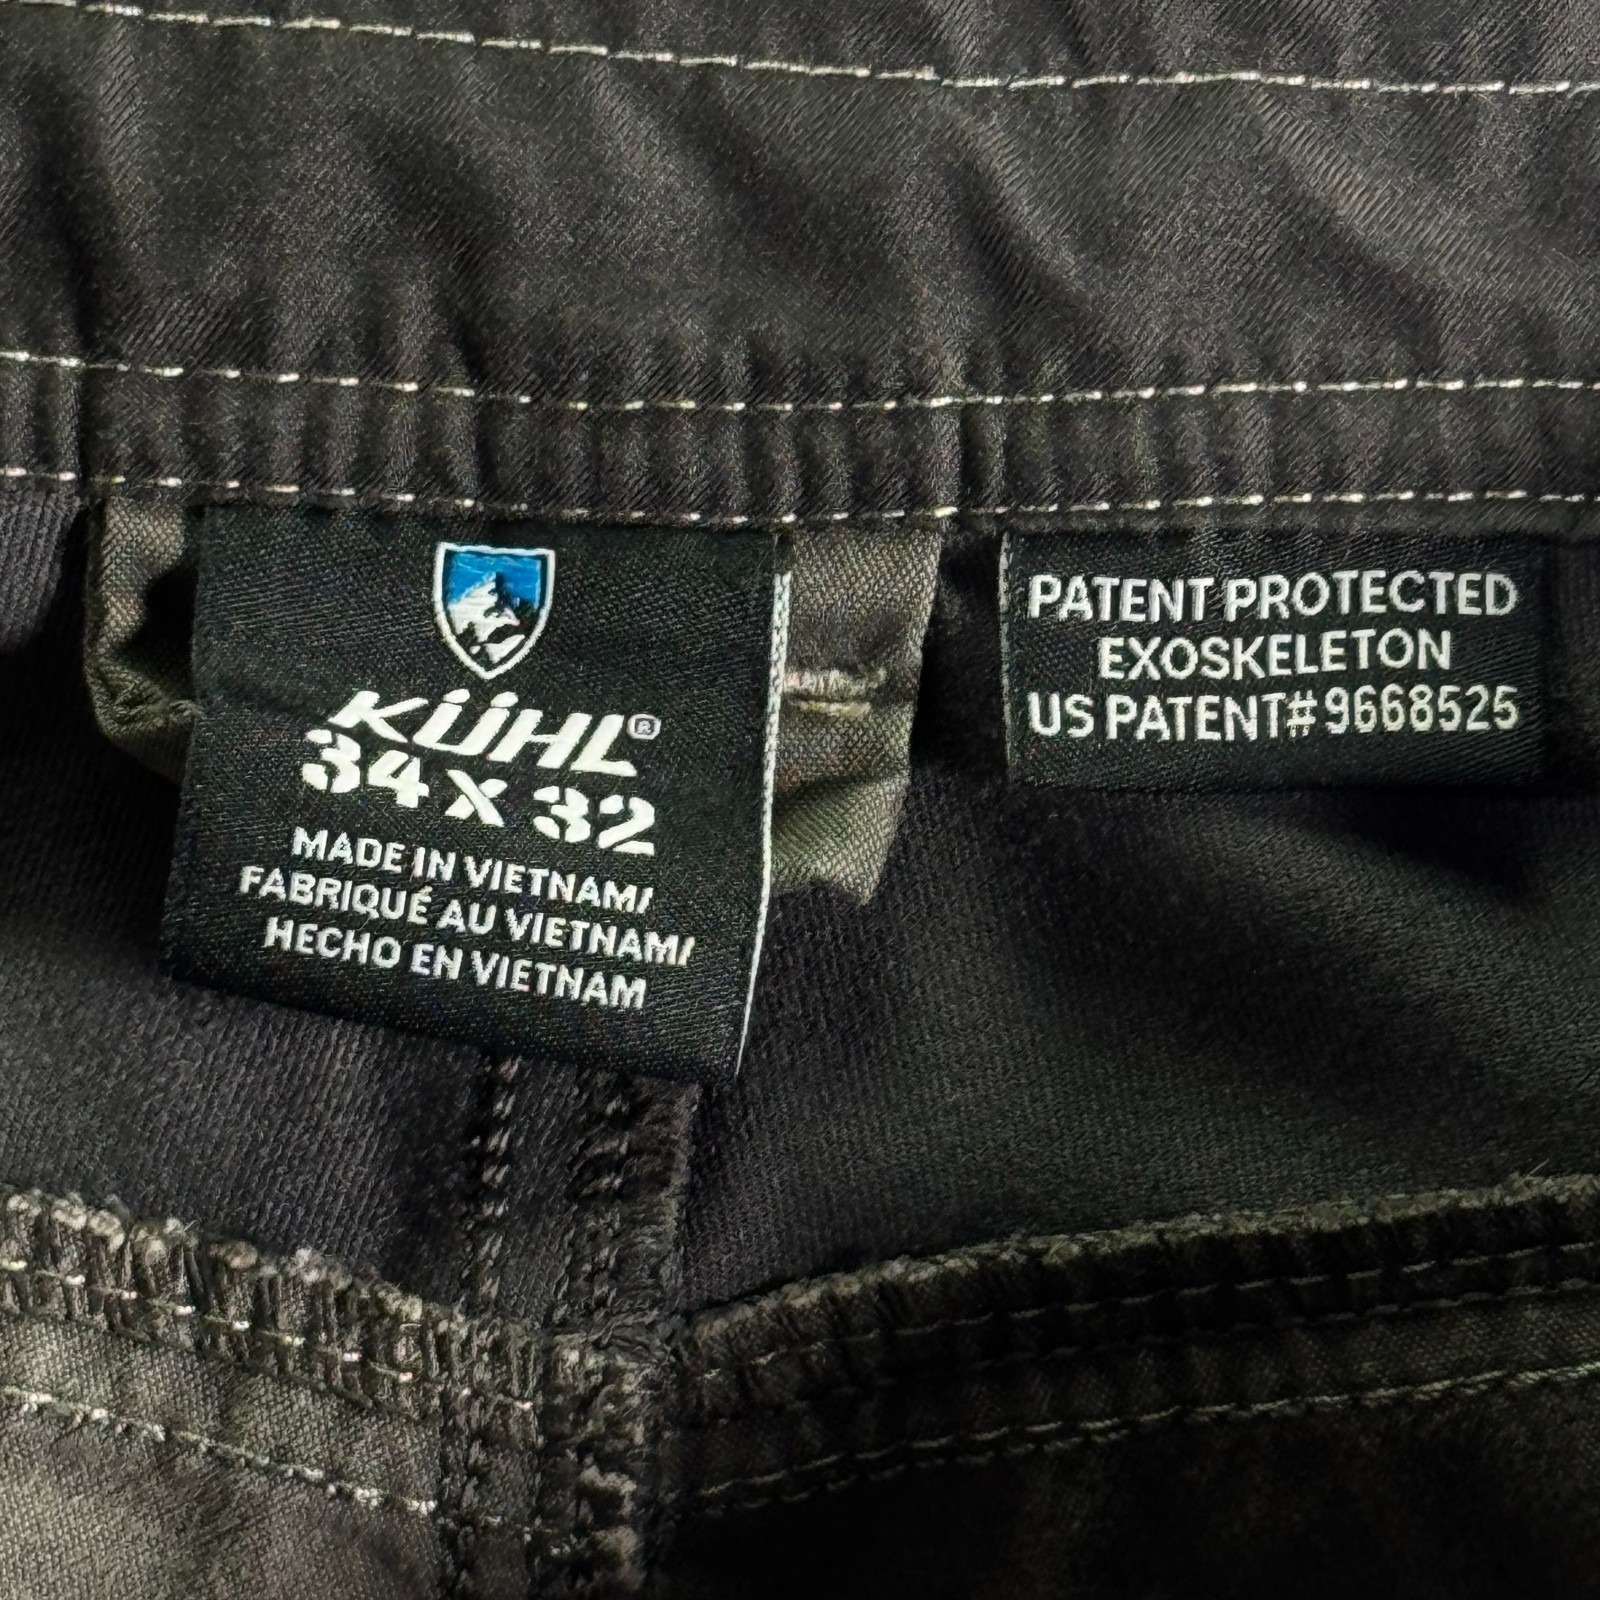 KÜHL®
34 X 32
MADE IN VIETNAM/
FABRIQUÉ AU VIETNAM/
HECHO EN VIETNAM
PATENT PROTECTED
EXOSKELETON
US PATENT# 9668525